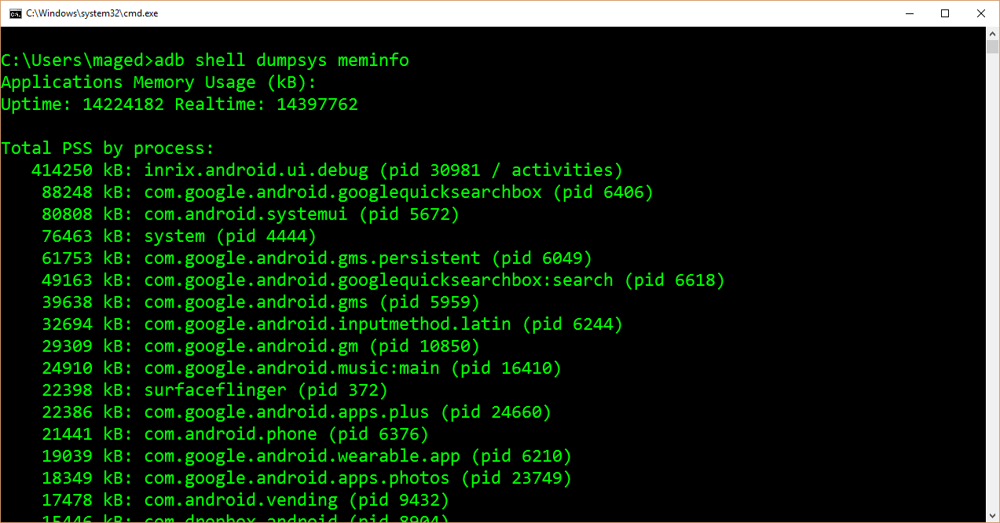 C:\Windows\system32\cmd.exe
C:\Users\maged>adb shell dumpsys meminfo
Applications Memory Usage (kB):
Uptime: 14224182 Realtime: 14397762
Total PSS by process:
414250 kB: inrix.android.ui.debug (pid 30981 / activities)
88248 kB: com.google.android.googlequicksearchbox (pid 6406)
80808 kB: com.android.systemui (pid 5672)
76463 kB: system (pid 4444)
61753 kB: com.google.android.gms.persistent (pid 6049)
49163 kB: com.google.android.googlequicksearchbox:search (pid 6618)
39638 kB: com.google.android.gms (pid 5959)
32694 kB: com.google.android.inputmethod.latin (pid 6244)
29309 kB: com.google.android.gm (pid 10850)
24910 kB: com.google.android.music:main (pid 16410)
22398 kB: surfaceflinger (pid 372)
22386 kB: com.google.android.apps.plus (pid 24660)
21441 kB: com.android.phone (pid 6376)
19039 kB: com.google.android.wearable.app (pid 6210)
18349 kB: com.google.android.apps.photos (pid 23749)
17478 kB: com.android.vending (pid 9432)
15446 kB: com.dropbox.android (pid 8904)